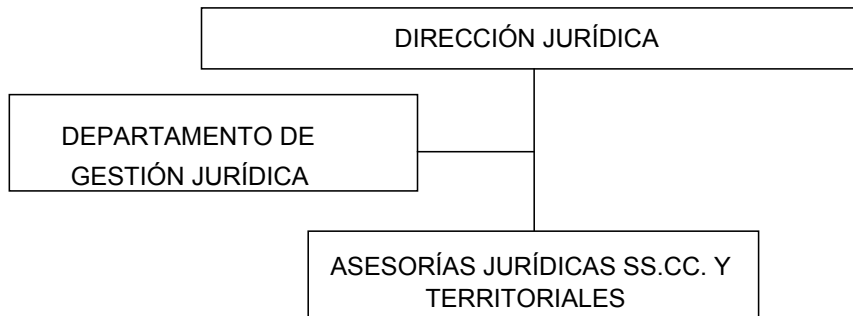 DIRECCIÓN JURÍDICA
DEPARTAMENTO DE
GESTIÓN JURÍDICA
ASESORÍAS JURÍDICAS SS.CC. Y
TERRITORIALES